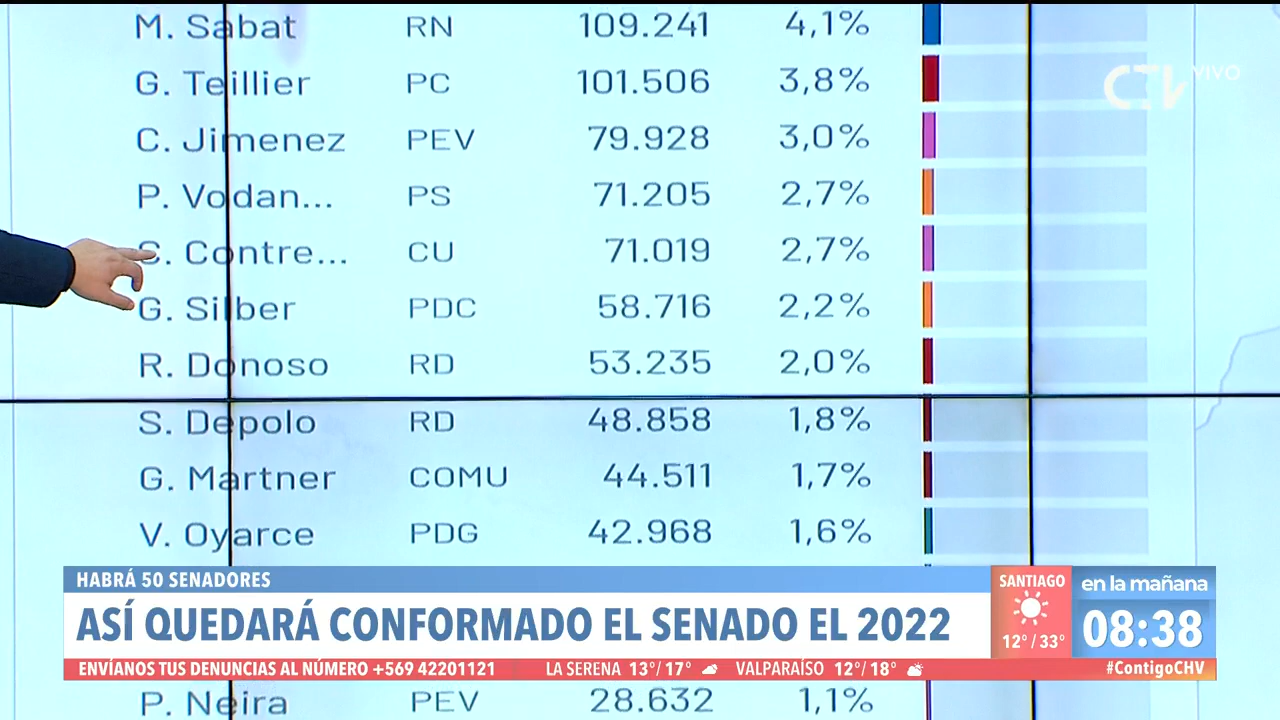 M. Sabat RN 109.241 4,1%
G. Teillier PC 101.506 3,8%
CHV VIVO
C. Jimenez PEV 79.928 3,0%
P. Vodan... PS 71.205 2,7%
C. Contre... CU 71.019 2,7%
G. Silber PDC 58.716 2,2%
R. Donoso RD 53.235 2,0%
S. Depolo RD 48.858 1,8%
G. Martner COMU 44.511 1,7%
V. Oyarce PDG 42.968 1,6%
HABRÁ 50 SENADORES
ASÍ QUEDARÁ CONFORMADO EL SENADO EL 2022
SANTIAGO
12°/33°
en la mañana
08:38
ENVÍANOS TUS DENUNCIAS AL NÚMERO +569 42201121 LA SERENA 13°/17° VALPARAÍSO 12°/18°
#ContigoCHV
P. Neira PEV 28.632 1,1%